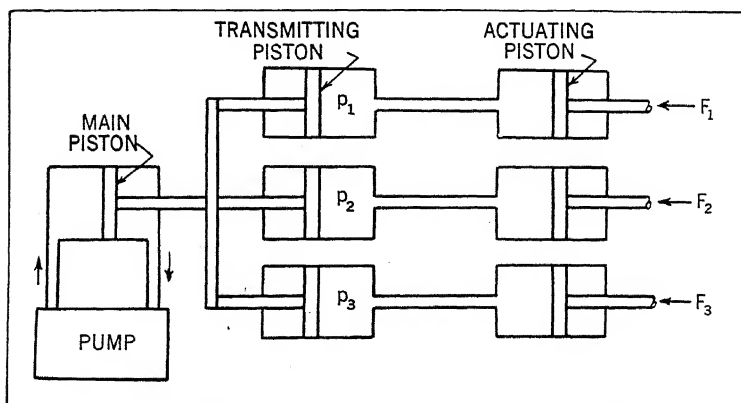 TRANSMITTING
PISTON
ACTUATING
PISTON
MAIN
PISTON
p₁
F₁
p₂
F₂
p₃
F₃
PUMP